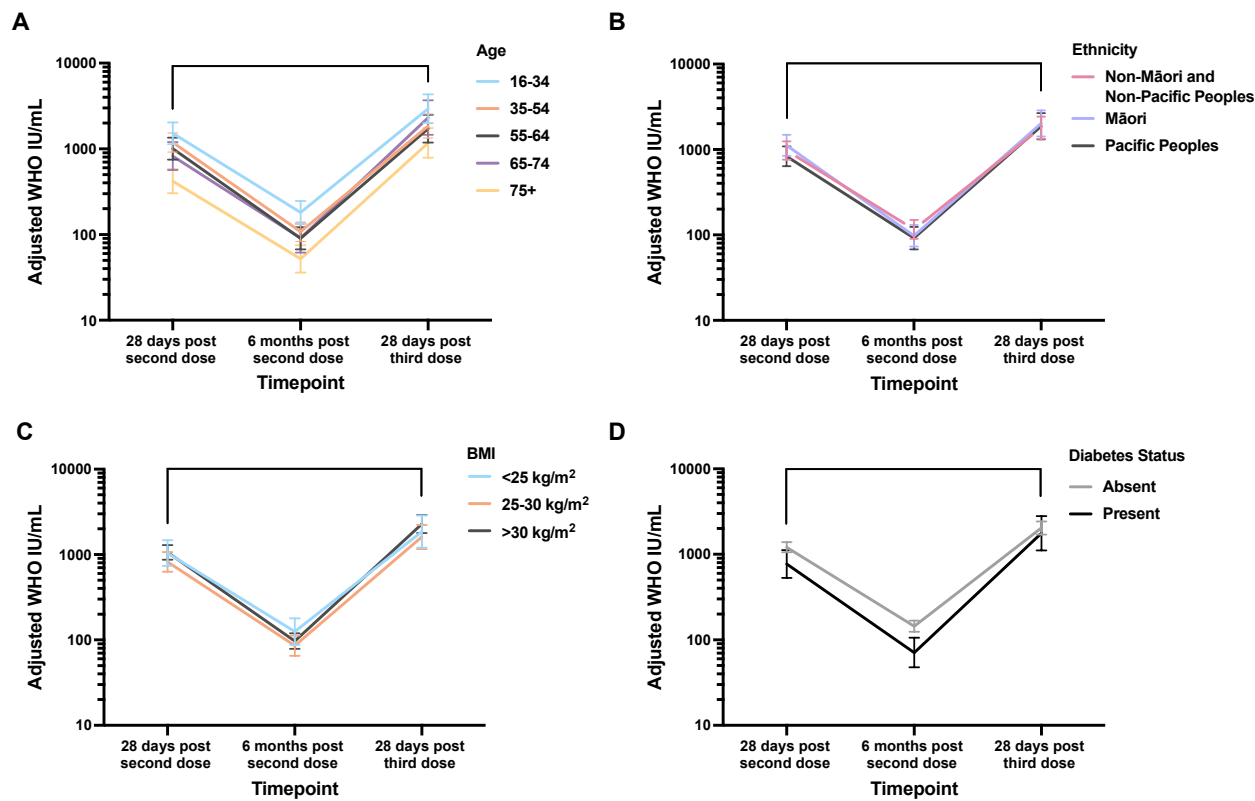 A
Adjusted WHO IU/mL
10000
1000
100
10
28 days post
second dose
6 months post
second dose
28 days post
third dose
Timepoint
Age
16-34
35-54
55-64
65-74
75+
B
Adjusted WHO IU/mL
10000
1000
100
10
28 days post
second dose
6 months post
second dose
28 days post
third dose
Timepoint
Ethnicity
Non-Māori and
Non-Pacific Peoples
Māori
Pacific Peoples
C
Adjusted WHO IU/mL
10000
1000
100
10
28 days post
second dose
6 months post
second dose
28 days post
third dose
Timepoint
BMI
<25 kg/m²
25-30 kg/m²
>30 kg/m²
D
Adjusted WHO IU/mL
10000
1000
100
10
28 days post
second dose
6 months post
second dose
28 days post
third dose
Timepoint
Diabetes Status
Absent
Present